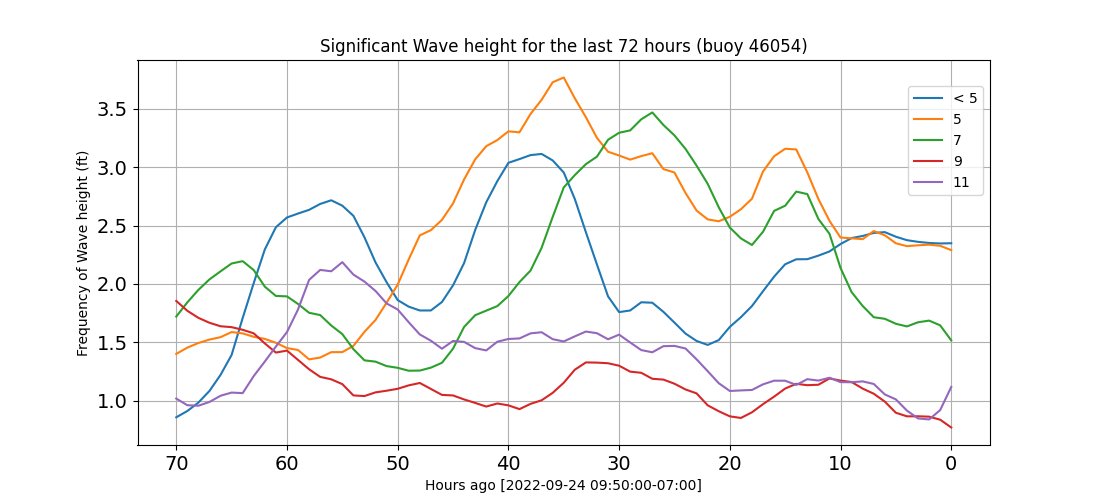 Significant Wave height for the last 72 hours (buoy 46054)
Frequency of Wave height (ft)
3.5
3.0
2.5
2.0
1.5
1.0
< 5
5
7
9
11
70 60 50 40 30 20 10 0
Hours ago [2022-09-24 09:50:00-07:00]